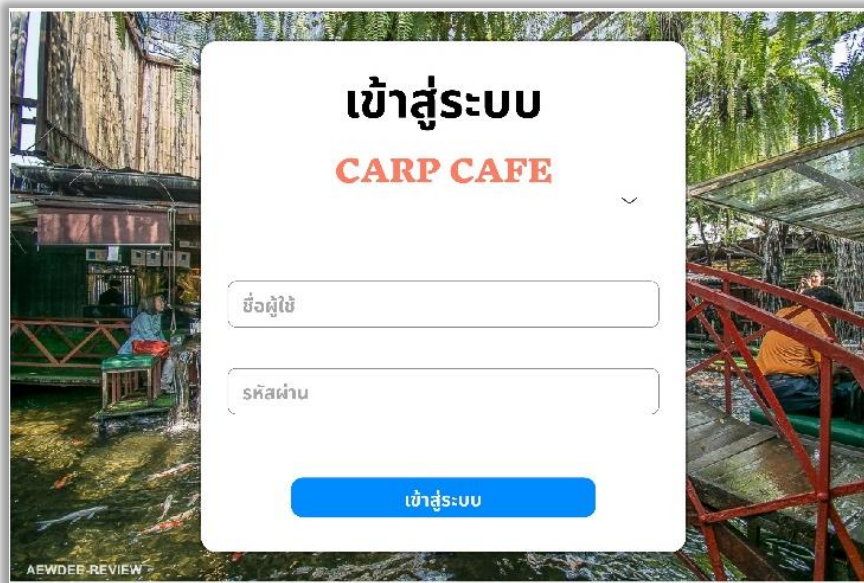 เข้าสู่ระบบ
CARP CAFE
ชื่อผู้ใช้
รหัสผ่าน
เข้าสู่ระบบ
AEWDEE-REVIEW